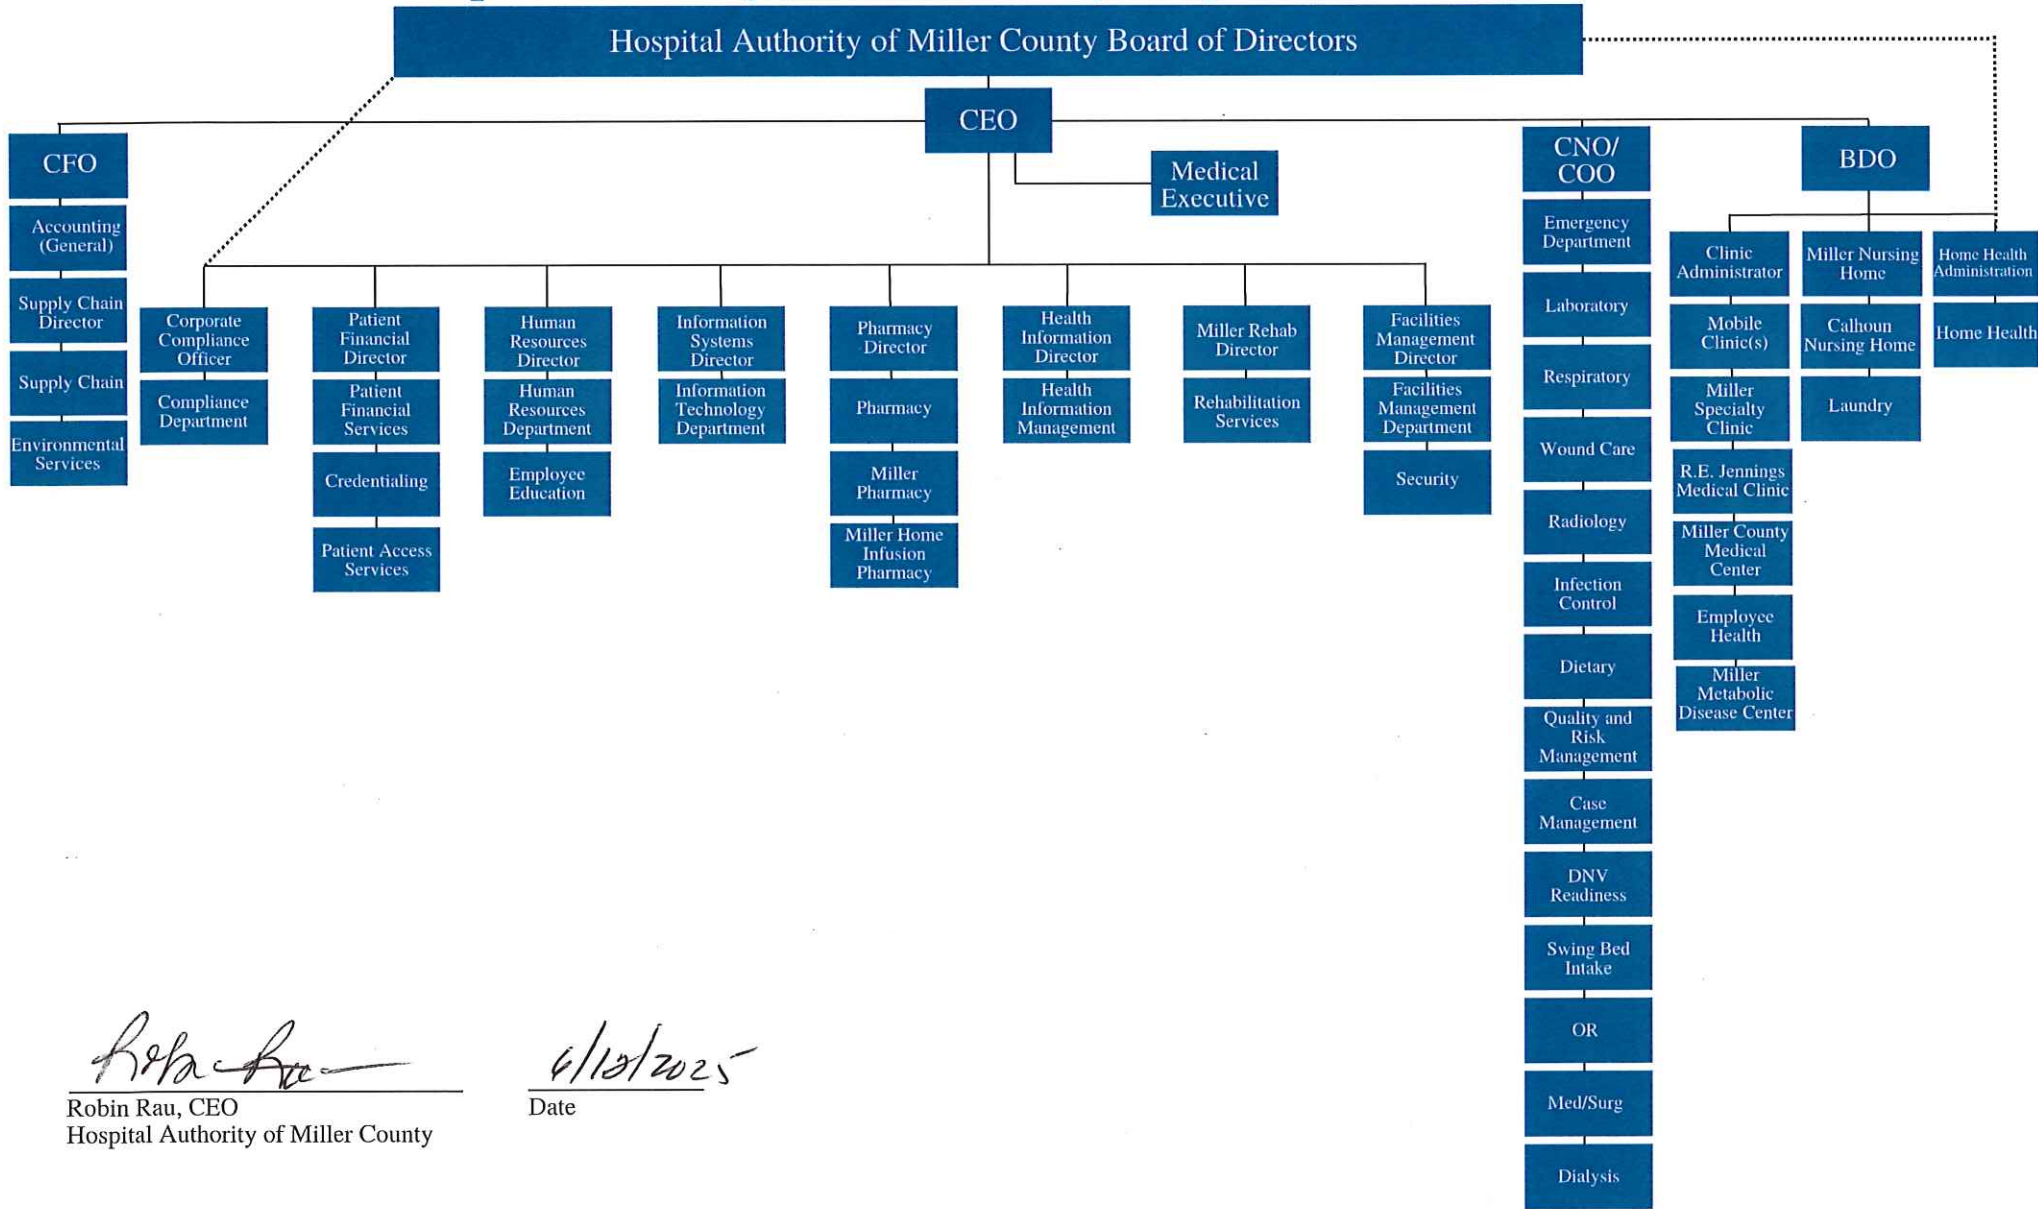 Hospital Authority of Miller County Board of Directors
CEO
Medical
Executive
CFO
Accounting
(General)
Supply Chain
Director
Supply Chain
Environmental
Services
Corporate
Compliance
Officer
Compliance
Department
Patient
Financial
Director
Patient
Financial
Services
Credentialing
Patient Access
Services
Human
Resources
Director
Human
Resources
Department
Employee
Education
Information
Systems
Director
Information
Technology
Department
Pharmacy
Director
Pharmacy
Miller
Pharmacy
Miller Home
Infusion
Pharmacy
Health
Information
Director
Health
Information
Management
Miller Rehab
Director
Rehabilitation
Services
Facilities
Management
Director
Facilities
Management
Department
Security
CNO/
COO
Emergency
Department
Laboratory
Respiratory
Wound Care
Radiology
Infection
Control
Dietary
Quality and
Risk
Management
Case
Management
DNV
Readiness
Swing Bed
Intake
OR
Med/Surg
Dialysis
BDO
Clinic
Administrator
Mobile
Clinic(s)
Miller
Specialty
Clinic
R.E. Jennings
Medical Clinic
Miller County
Medical
Center
Employee
Health
Miller
Metabolic
Disease Center
Miller Nursing
Home
Calhoun
Nursing Home
Laundry
Home Health
Administration
Home Health
6/12/2025
Robin Rau, CEO
Date
Hospital Authority of Miller County